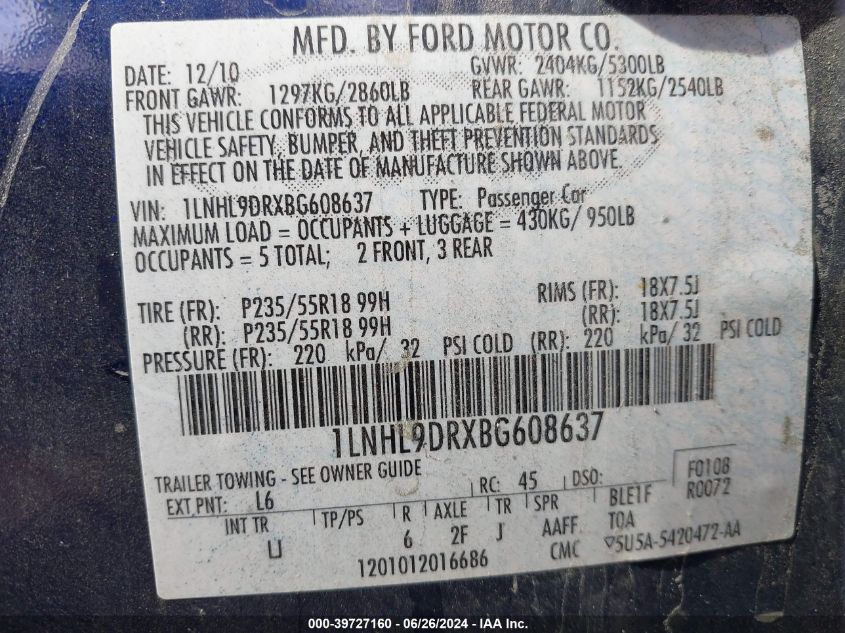 MFD. BY FORD MOTOR CO.
DATE: 12/10 GVWR: 2404KG/5300LB
FRONT GAWR: 1297KG/2860LB REAR GAWR: 1152KG/2540LB
THIS VEHICLE CONFORMS TO ALL APPLICABLE FEDERAL MOTOR
VEHICLE SAFETY, BUMPER, AND THEFT PREVENTION STANDARDS
IN EFFECT ON THE DATE OF MANUFACTURE SHOWN ABOVE.
VIN: 1LNHL9DRXBG608637 TYPE: Passenger Car
MAXIMUM LOAD = OCCUPANTS + LUGGAGE = 430KG/ 950LB
OCCUPANTS = 5 TOTAL; 2 FRONT, 3 REAR
TIRE (FR): P235/55R18 99H RIMS (FR): 18X7.5J
(RR): P235/55R18 99H (RR): 18X7.5J
PRESSURE (FR): 220 kPa/ 32 PSI COLD (RR): 220 kPa/ 32 PSI COLD
1LNHL9DRXBG608637
TRAILER TOWING - SEE OWNER GUIDE
EXT PNT: L6 RC: 45 DSO: F0108
R0072
INT TR TP/PS R AXLE TR SPR BLE1F
IJ 6 2F J AAFF TOA
1201012016686 CMC 5U5A-5420472-AA
000-39727160 - 06/26/2024 - IAA Inc.